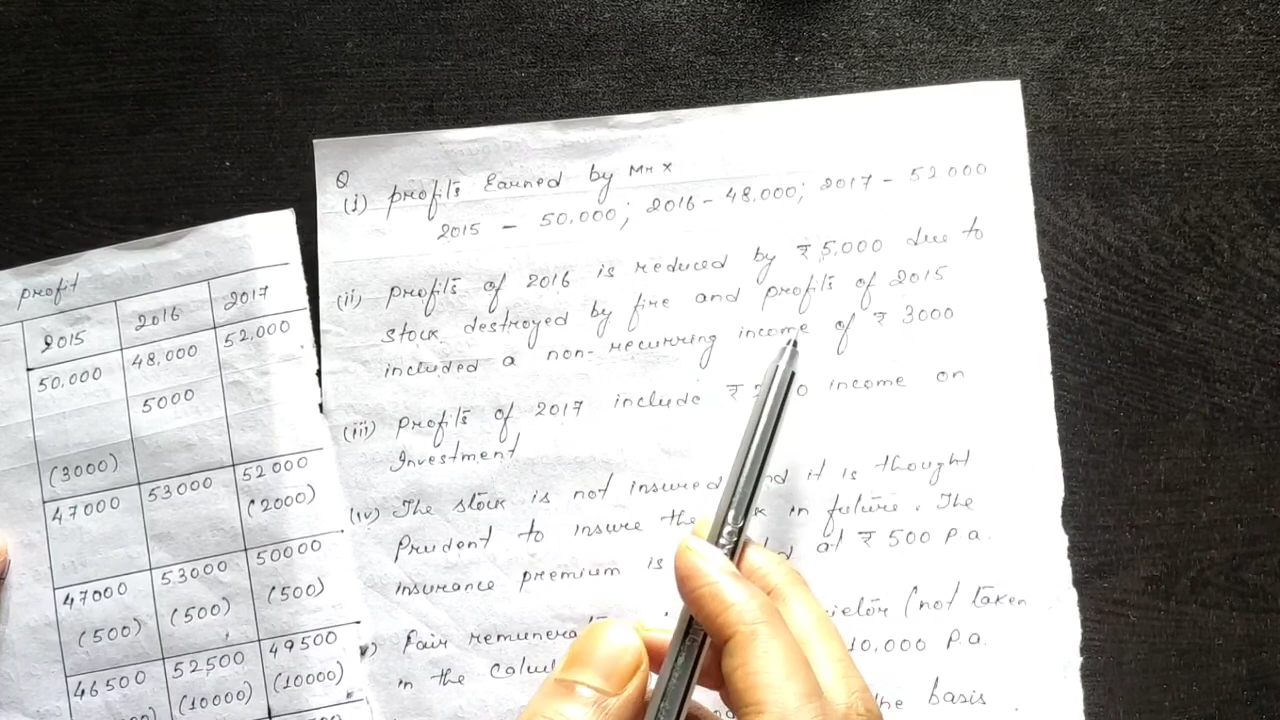 profit
2015 2016 2017
50,000 48,000 52,000
5000
(3000)
47000 53000 52000
(2000)
47000 53000 50000
(500) (500) (500)
46500 52500 49500
(10000) (10000)
Q
(i) profits Earned by Mr X
2015 - 50,000; 2016 - 48,000; 2017 - 52,000
(ii) profits of 2016 is reduced by ₹ 5,000 due to
stock destroyed by fire and profits of 2015
included a non-recurring income of ₹ 3000
(iii) profits of 2017 include ₹ income on
Investment
(iv) The stock is not insured and it is thought
Prudent to insure the in future. The
insurance premium is at ₹ 500 p.a.
Fair (not taken
in the 10,000 p.a.
the basis